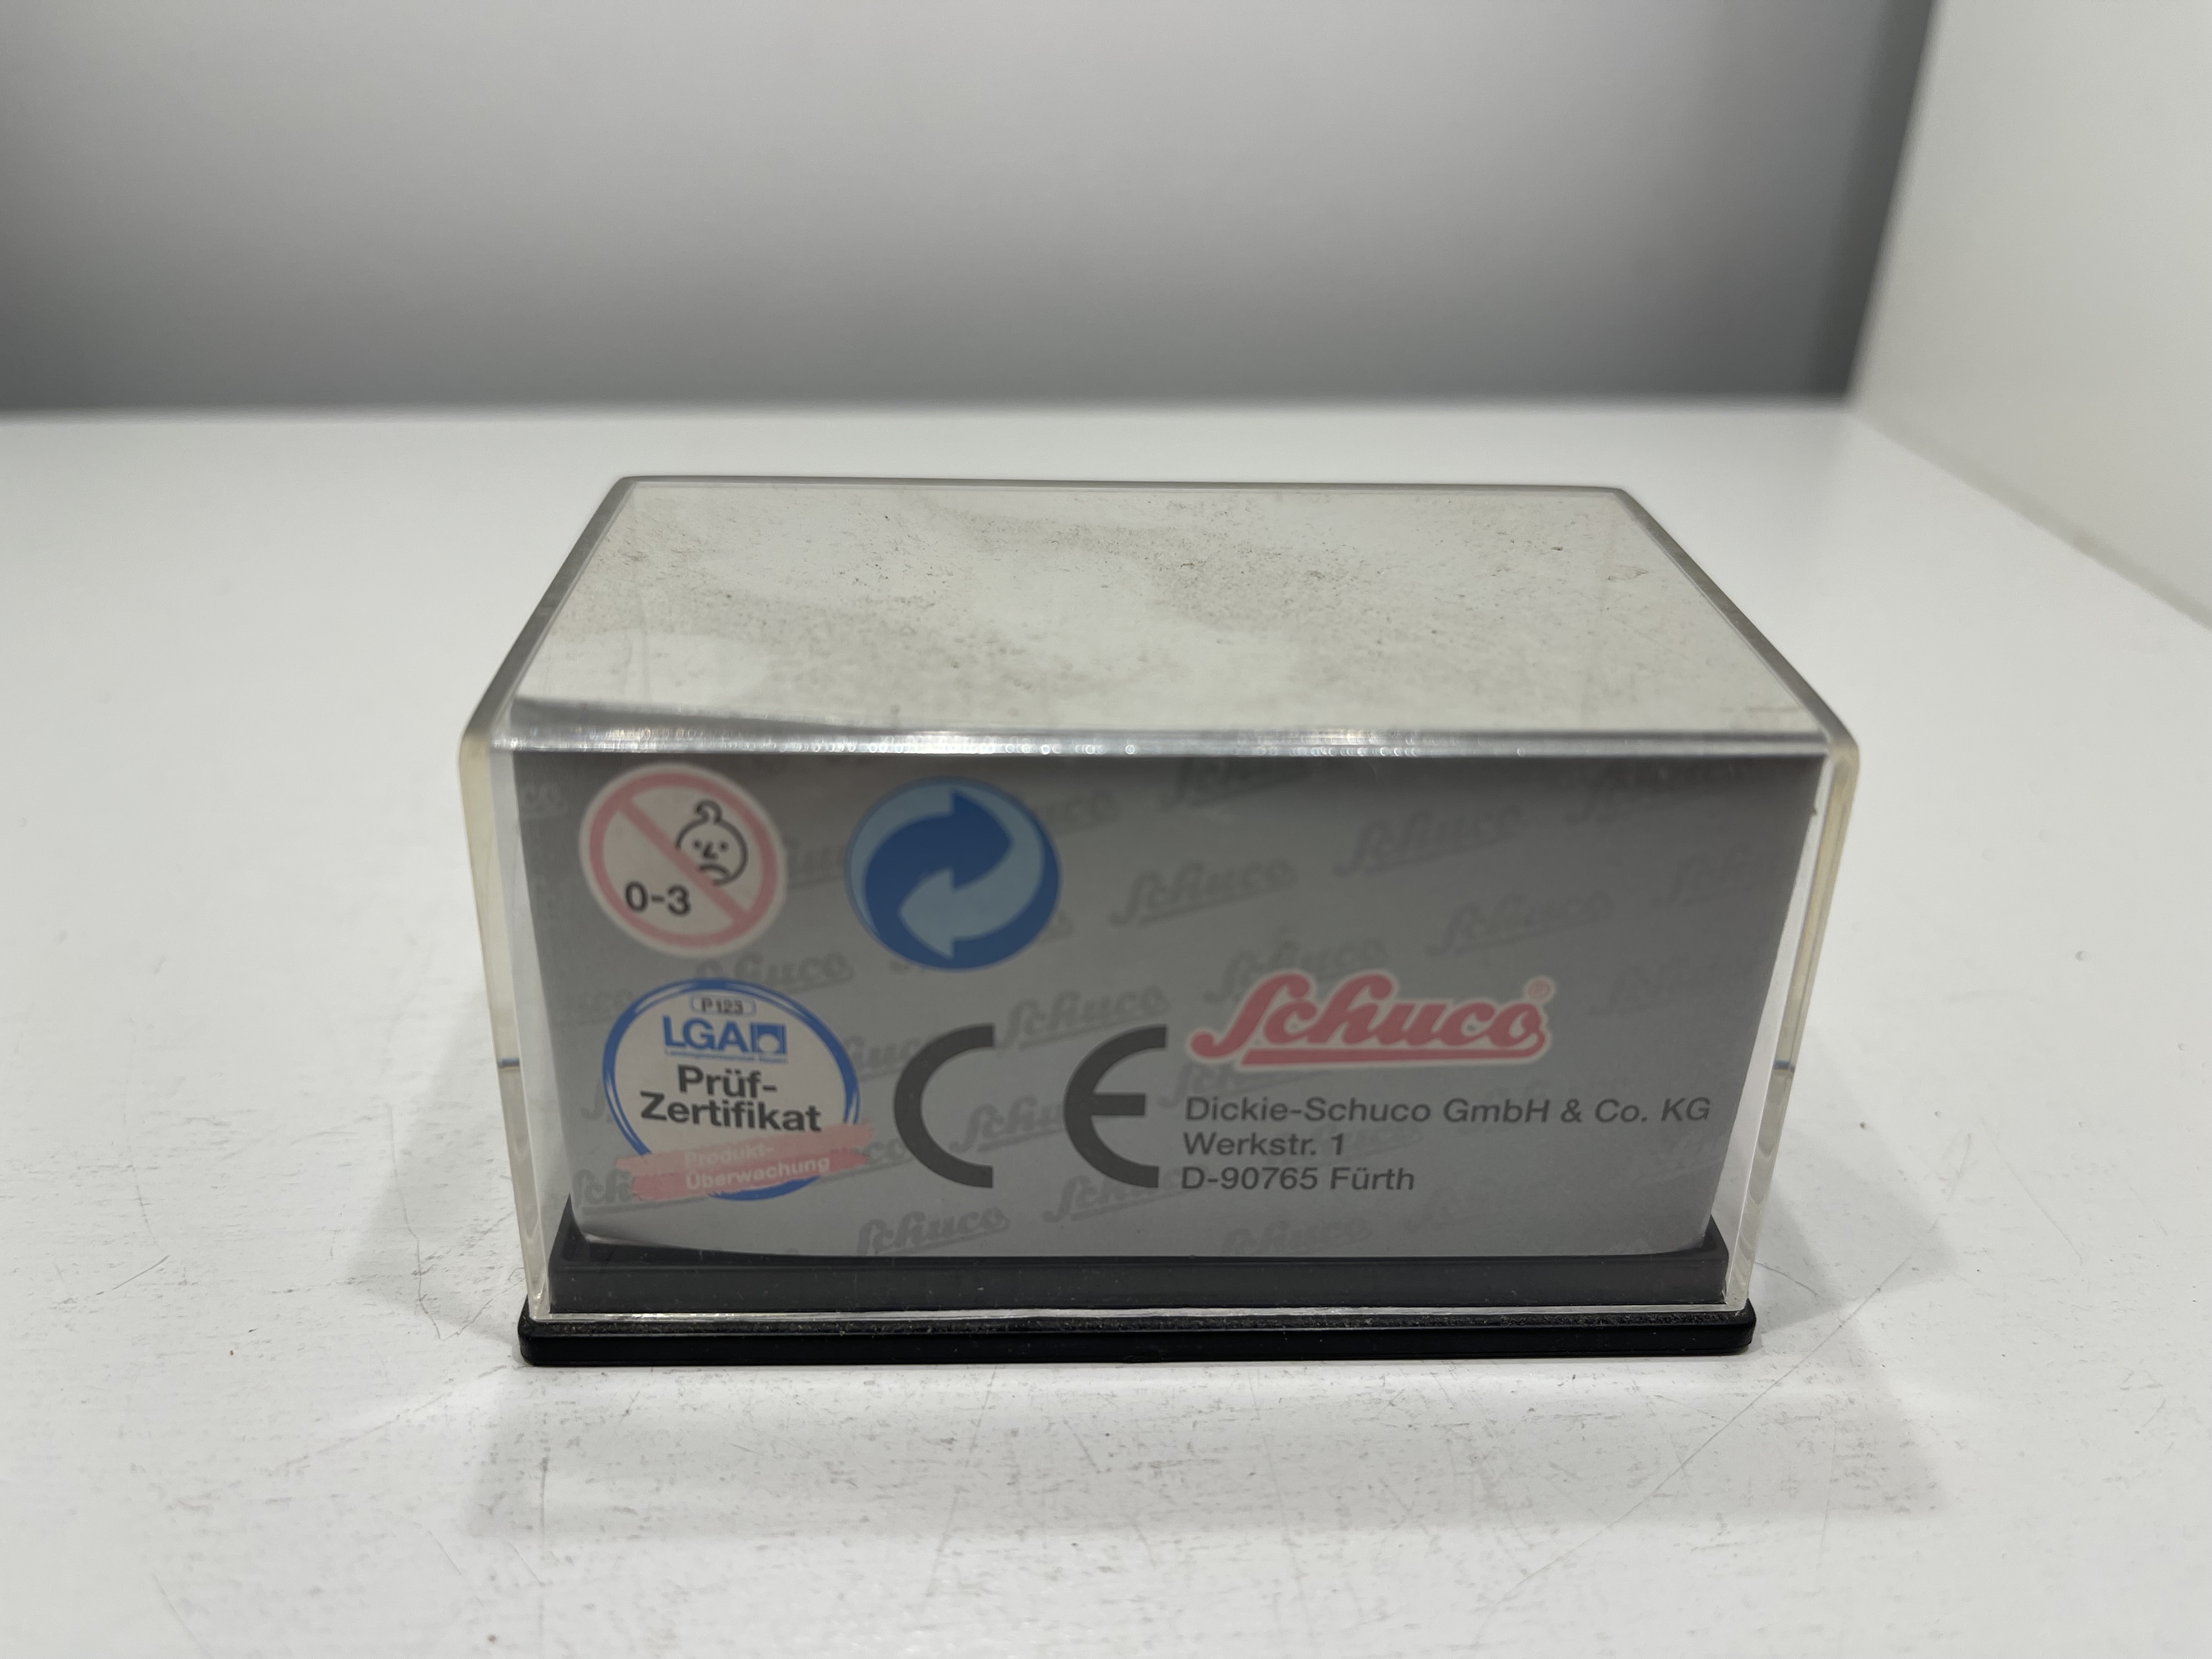 0-3
P123
LGA
Prüf-
Zertifikat
Produkt-
Überwachung
CE
Schuco®
Dickie-Schuco GmbH & Co. KG
Werkstr. 1
D-90765 Fürth